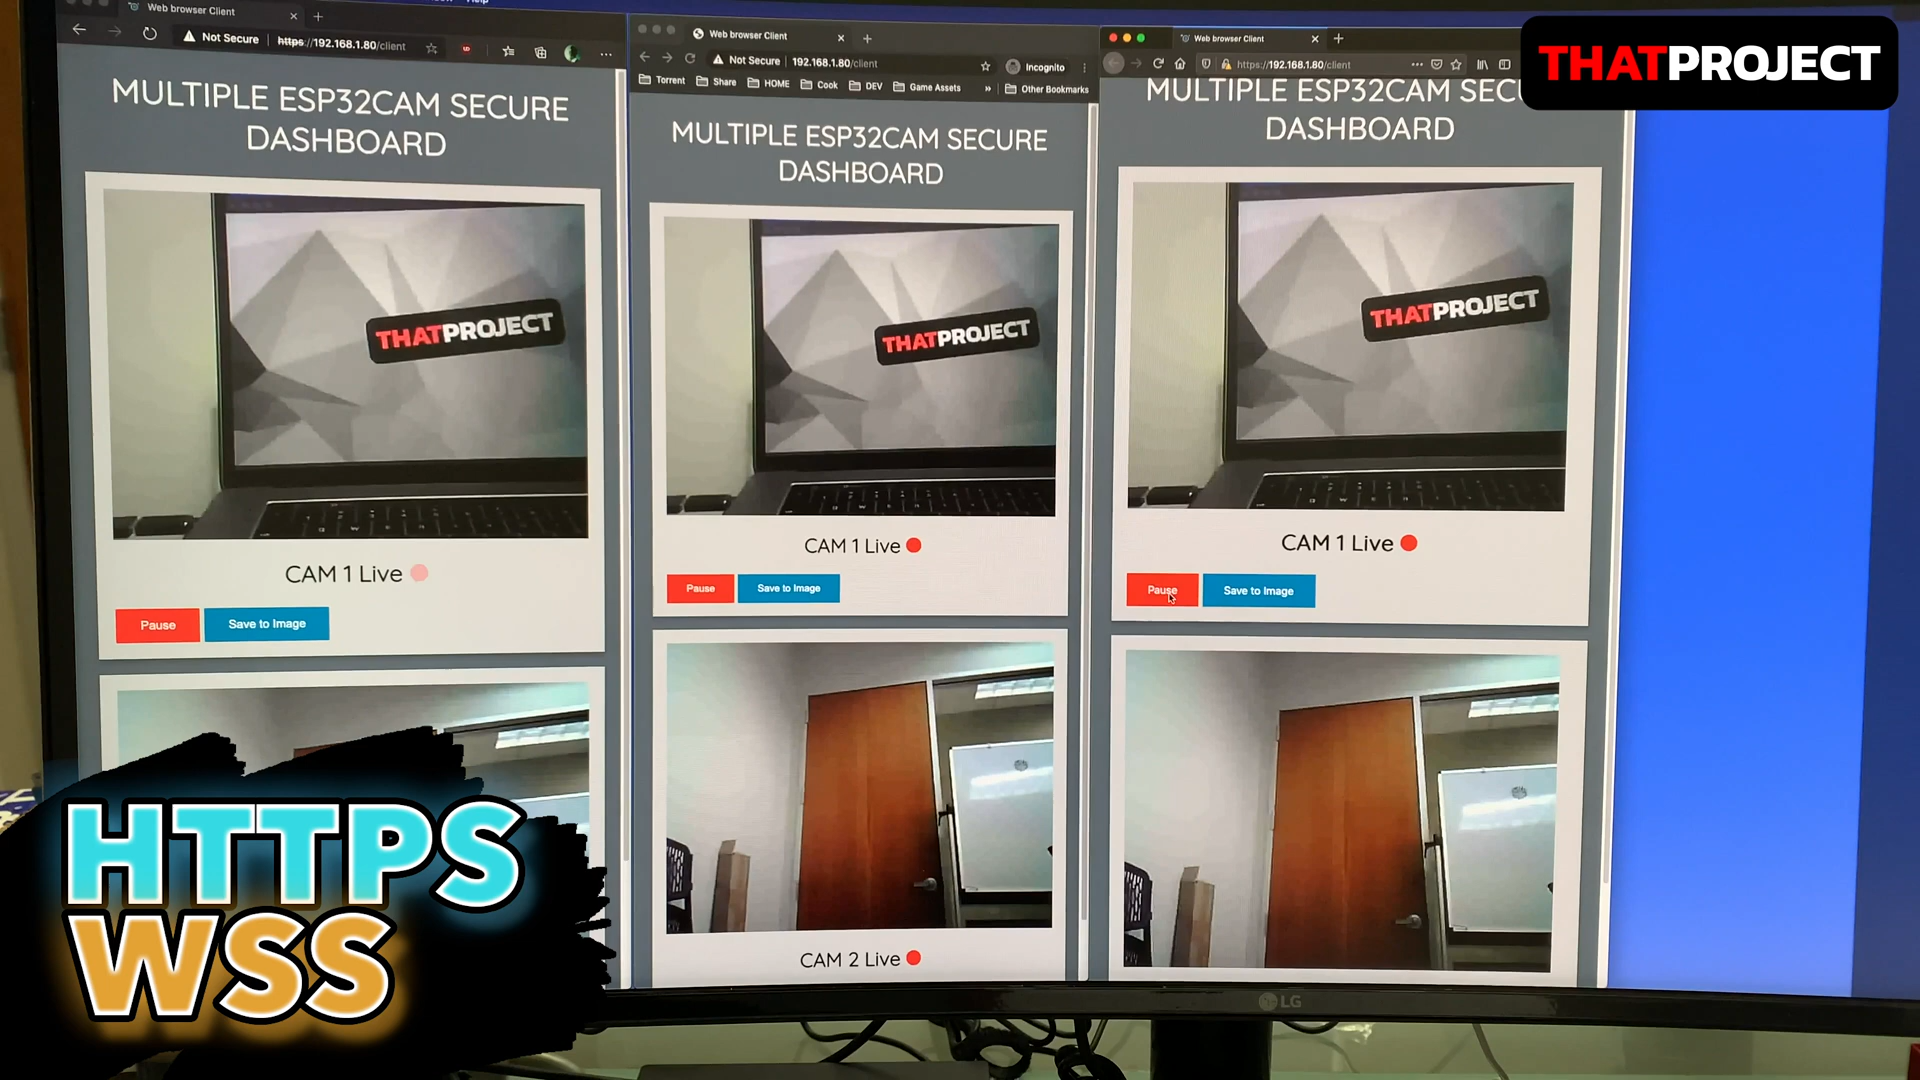 Web browser Client
Not Secure
https://192.168.1.80/client
MULTIPLE ESP32CAM SECURE
DASHBOARD
THATPROJECT
CAM 1 Live
Pause
Save to Image
Web browser Client
Not Secure
192.168.1.80/client
Incognito
Torrent
Share
HOME
Cook
DEV
Game Assets
»
Other Bookmarks
MULTIPLE ESP32CAM SECURE
DASHBOARD
THATPROJECT
CAM 1 Live
Pause
Save to Image
CAM 2 Live
Web browser Client
https://192.168.1.80/client
MULTIPLE ESP32CAM SECU
DASHBOARD
THATPROJECT
CAM 1 Live
Pause
Save to Image
THATPROJECT
HTTPS
WSS
LG